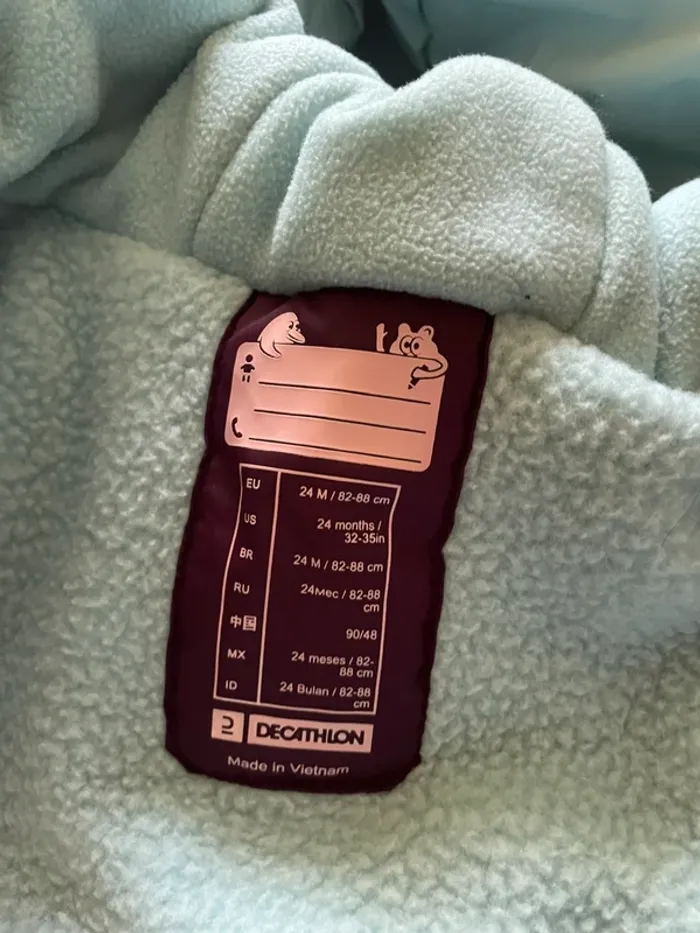 EU 24 M / 82-88 cm
US 24 months /
32-35in
BR 24 M / 82-88 cm
RU 24мес / 82-88
cm
中国 90/48
MX 24 meses / 82-
88 cm
ID 24 Bulan / 82-88
cm
DECATHLON
Made in Vietnam